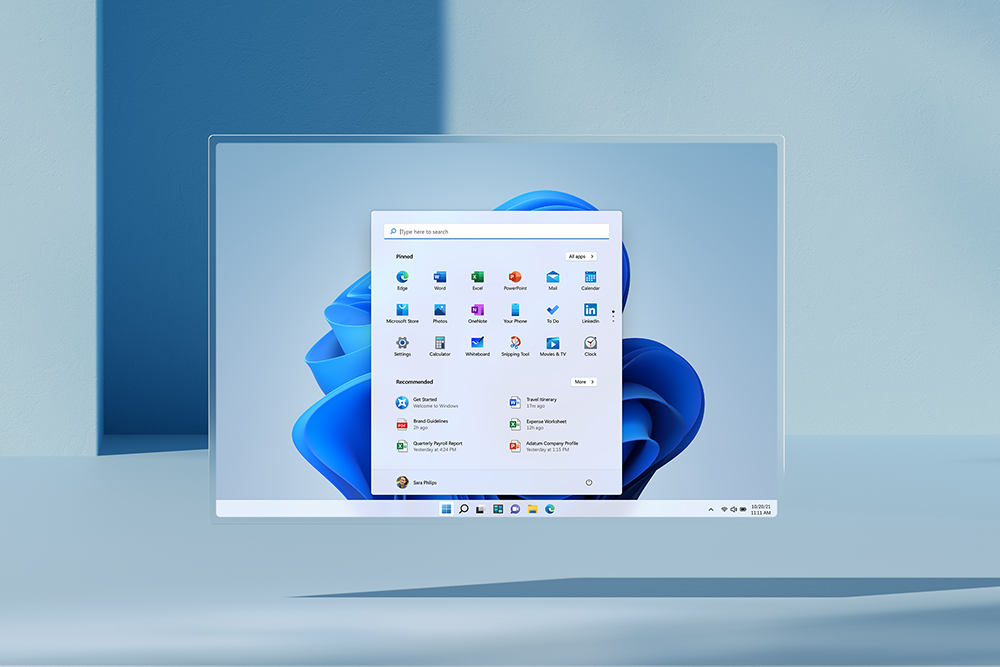 Type here to search
Pinned
All apps >
Edge Word Excel PowerPoint Mail Calendar
Microsoft Store Photos OneNote Your Phone To Do LinkedIn
Settings Calculator Whiteboard Snipping Tool Movies & TV Clock
Recommended
More >
Get Started
Welcome to Windows
Travel Itinerary
17m ago
PDF
Brand Guidelines
2h ago
Expense Worksheet
12h ago
Quarterly Payroll Report
Yesterday at 4:24 PM
Adatum Company Profile
Yesterday at 1:15 PM
Sara Philips
10/20/21
11:11 AM